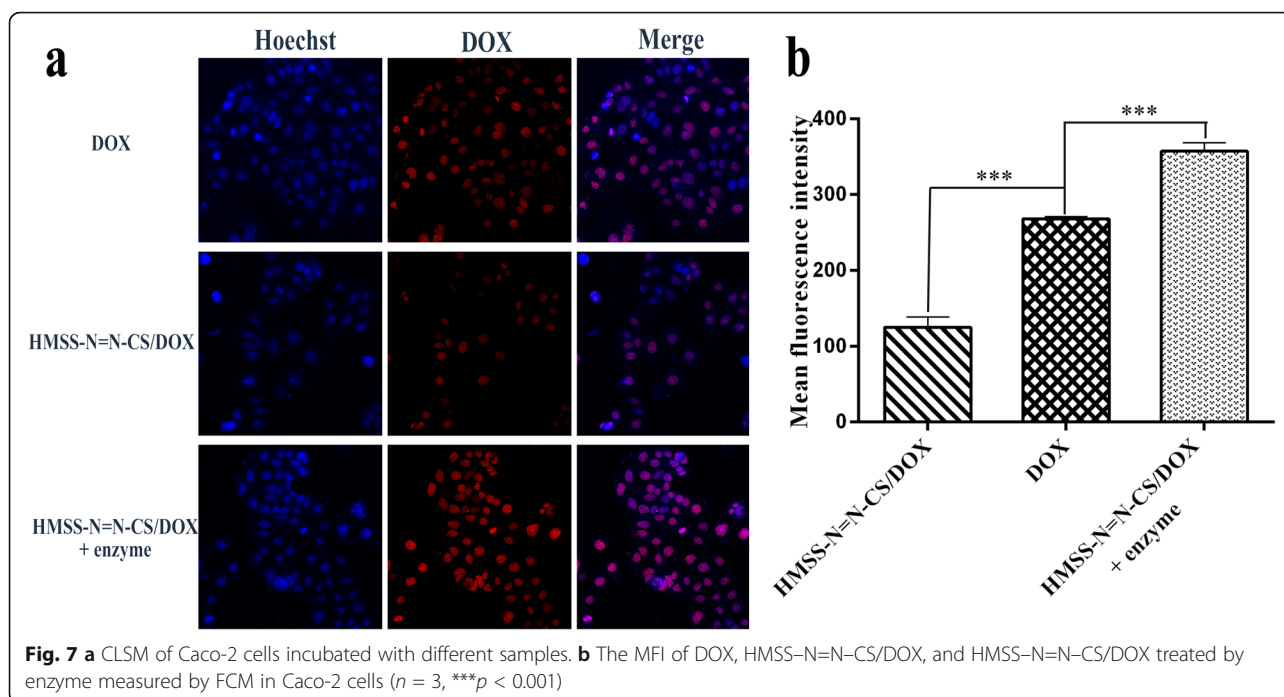 a
Hoechst DOX Merge
DOX
HMSS-N=N-CS/DOX
HMSS-N=N-CS/DOX
+ enzyme
b
Mean fluorescence intensity
400
300
200
100
0
***
***
HMSS-N=N-CS/DOX
DOX
HMSS-N=N-CS/DOX
+ enzyme
Fig. 7 a CLSM of Caco-2 cells incubated with different samples. b The MFI of DOX, HMSS–N=N–CS/DOX, and HMSS–N=N–CS/DOX treated by
enzyme measured by FCM in Caco-2 cells (n = 3, ***p < 0.001)